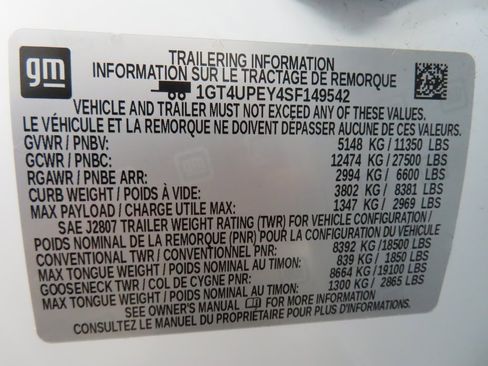 gm
TRAILERING INFORMATION
INFORMATION SUR LE TRACTAGE DE REMORQUE
1GT4UPEY4SF149542
VEHICLE AND TRAILER MUST NOT EXCEED ANY OF THESE VALUES.
LE VÉHICULE ET LA REMORQUE NE DOIVENT DÉPASSER AUCUNE DE CES VALEURS.
GVWR / PNBV: 5148 KG/11350 LBS
GCWR / PNBC: 12474 KG/27500 LBS
RGAWR / PNBE ARR: 2994 KG/ 6600 LBS
CURB WEIGHT / POIDS À VIDE: 3802 KG/ 8381 LBS
MAX PAYLOAD / CHARGE UTILE MAX: 1347 KG/ 2969 LBS
SAE J2807 TRAILER WEIGHT RATING (TWR) FOR VEHICLE CONFIGURATION /
POIDS NOMINAL DE LA REMORQUE (PNR) POUR LA CONFIGURATION DU VÉHICULE
CONVENTIONAL TWR / CONVENTIONNEL PNR: 8392 KG/18500 LBS
MAX TONGUE WEIGHT / POIDS MAXIMAL AU TIMON: 839 KG/ 1850 LBS
GOOSENECK TWR / COL DE CYGNE PNR: 8664 KG/19100 LBS
MAX TONGUE WEIGHT / POIDS MAXIMAL AU TIMON: 1300 KG/ 2865 LBS
SEE OWNER'S MANUAL gm FOR MORE INFORMATION
CONSULTEZ LE MANUEL DU PROPRIÉTAIRE POUR PLUS D'INFORMATION